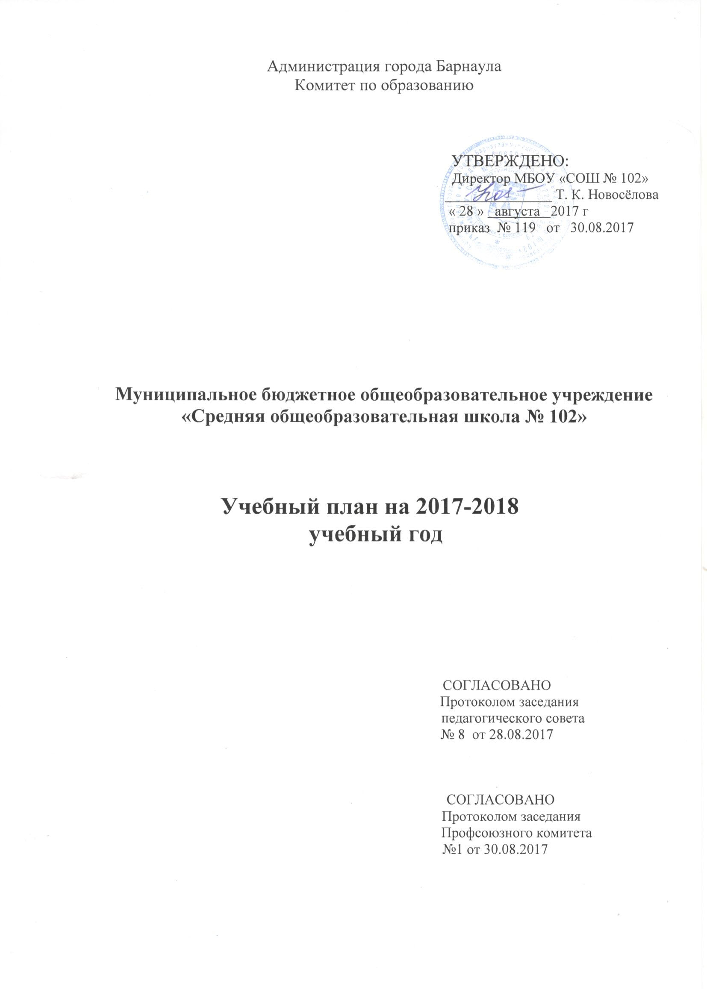 Администрация города Барнаула
Комитет по образованию
УТВЕРЖДЕНО:
Директор МБОУ «СОШ № 102»
Т. К. Новосёлова
« 28 » августа 2017 г
приказ № 119 от 30.08.2017
Муниципальное бюджетное общеобразовательное учреждение
«Средняя общеобразовательная школа № 102»
Учебный план на 2017-2018
учебный год
СОГЛАСОВАНО
Протоколом заседания
педагогического совета
№ 8 от 28.08.2017
СОГЛАСОВАНО
Протоколом заседания
Профсоюзного комитета
№1 от 30.08.2017